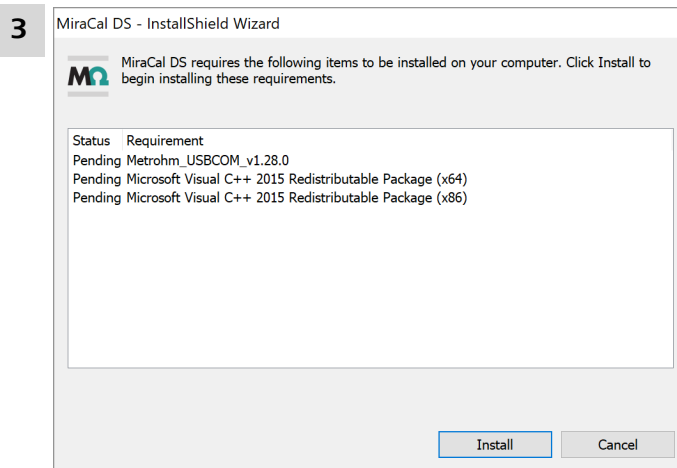 3
MiraCal DS - InstallShield Wizard
MΩ
MiraCal DS requires the following items to be installed on your computer. Click Install to
begin installing these requirements.
Status Requirement
Pending Metrohm_USBCOM_v1.28.0
Pending Microsoft Visual C++ 2015 Redistributable Package (x64)
Pending Microsoft Visual C++ 2015 Redistributable Package (x86)
Install Cancel